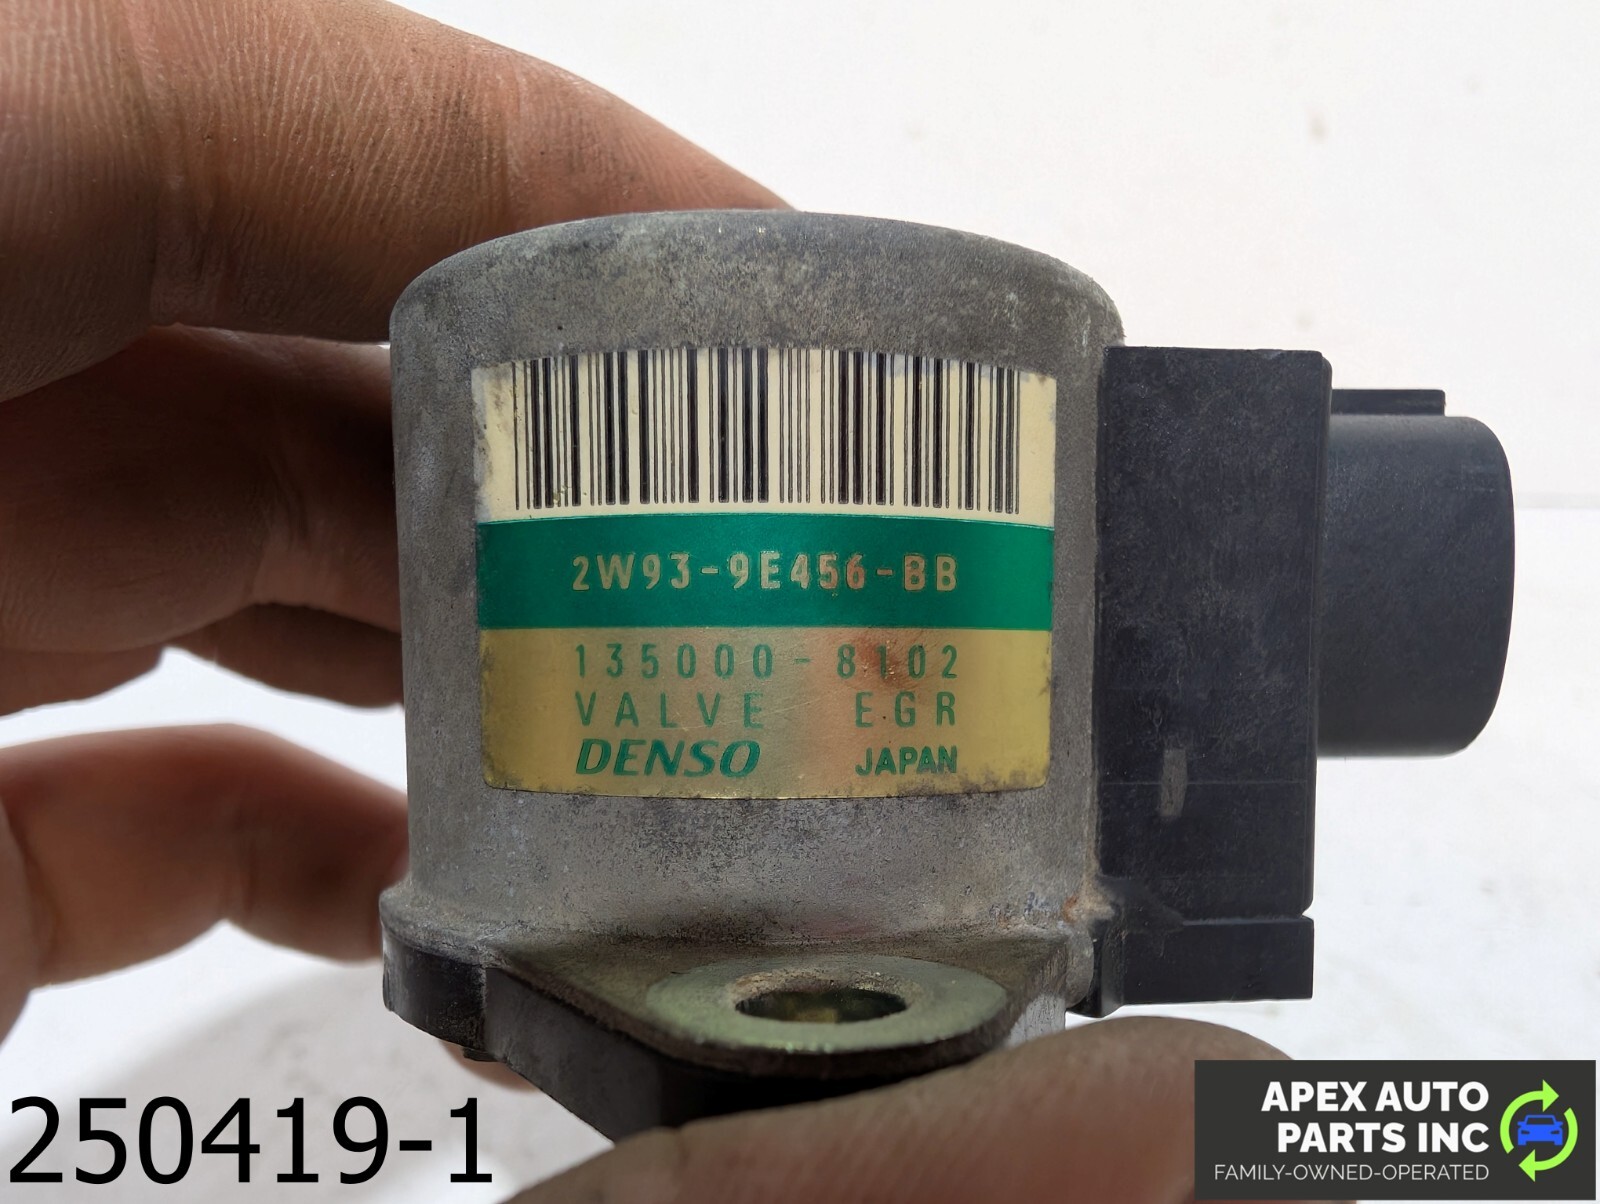 2W93-9E456-BB
135000-8102
VALVE EGR
DENSO JAPAN
250419-1
APEX AUTO
PARTS INC
FAMILY-OWNED-OPERATED